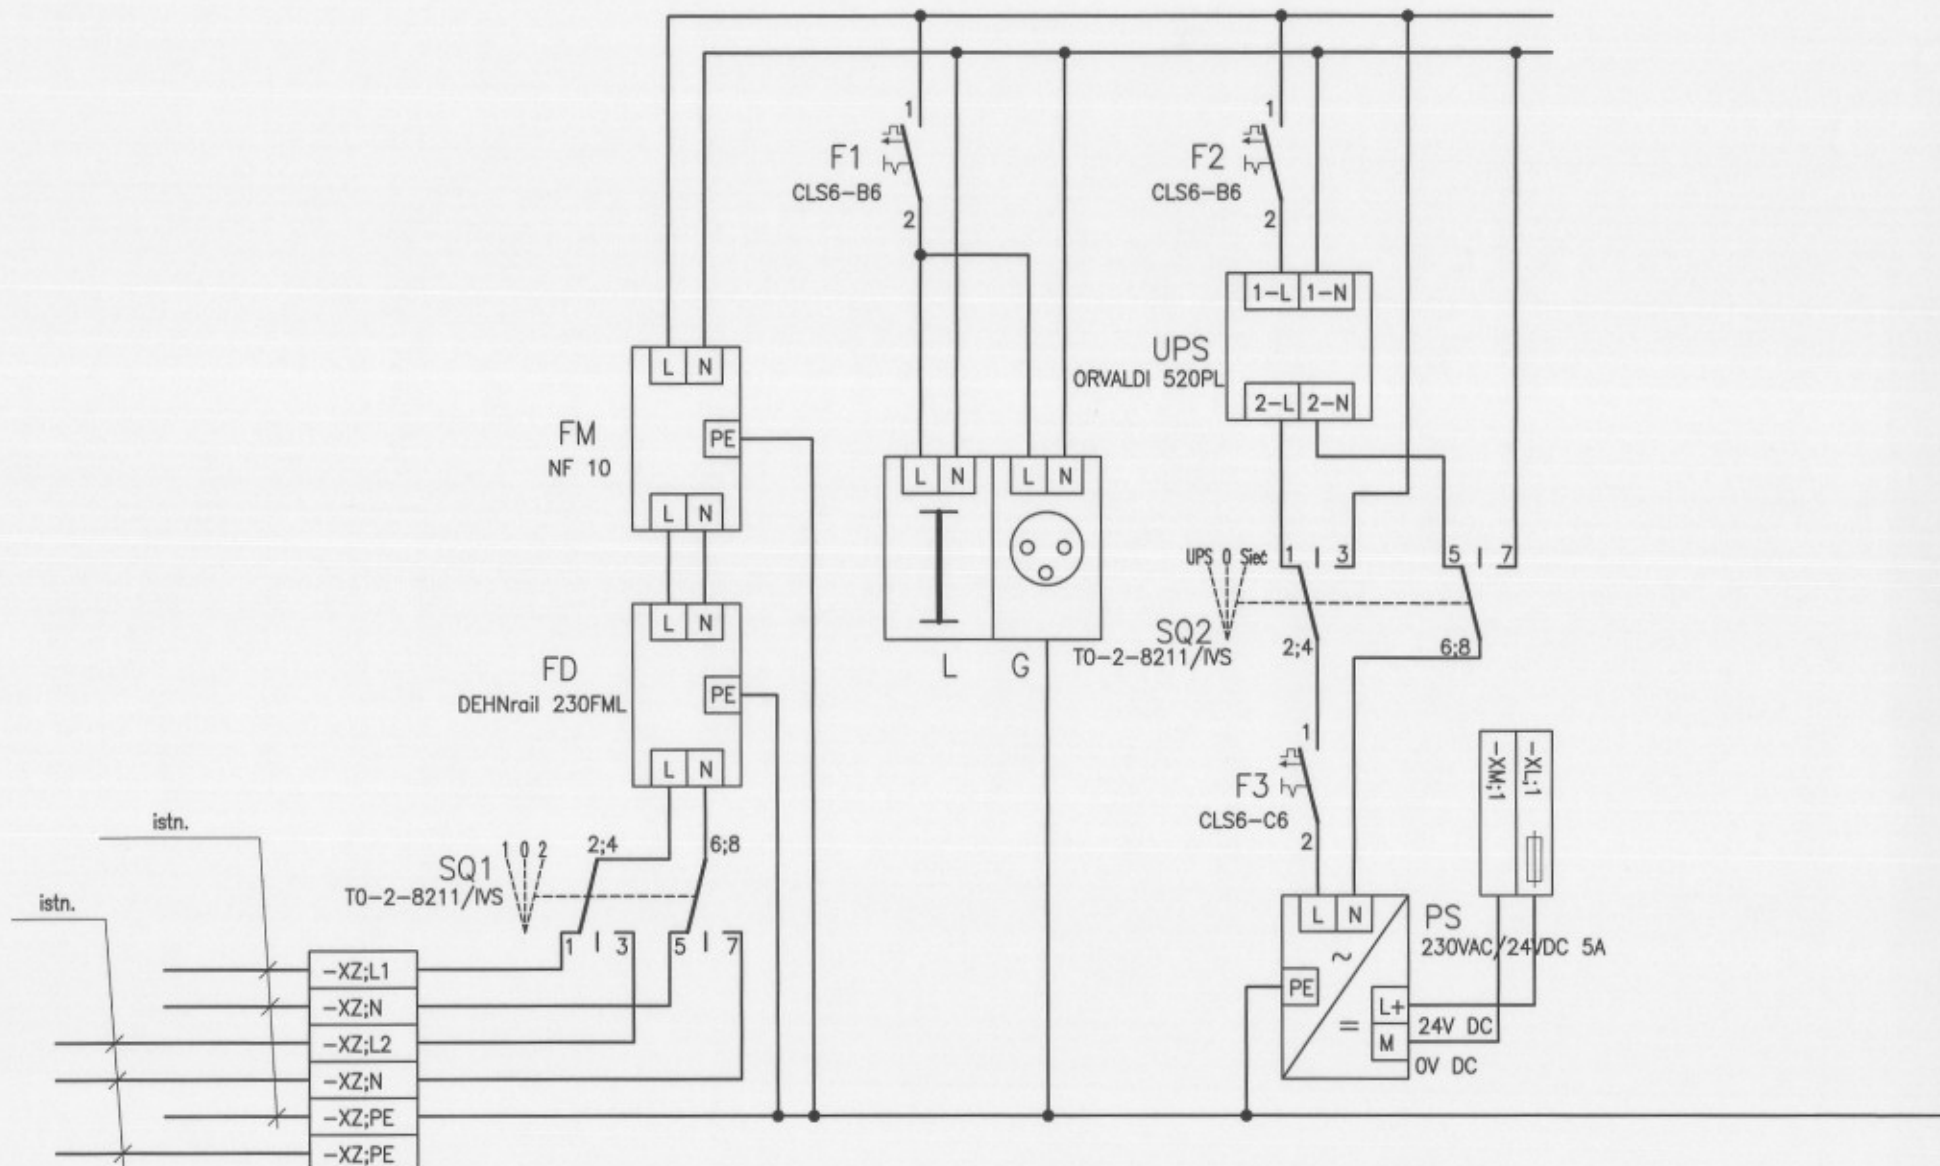 1
F1
CLS6-B6
2
1
F2
CLS6-B6
2
1-L 1-N
UPS
ORVALDI 520PL
2-L 2-N
L N
FM
NF 10
PE
L N
L N
L N
L G
UPS 0 Sieć
1 3
5 7
SQ2
T0-2-8211/IVS
2;4
6;8
L N
FD
DEHNrail 230FML
PE
L N
1
F3
CLS6-C6
2
-XM;1
-XL;1
istn.
istn.
SQ1
T0-2-8211/IVS
1 0 2
2;4
6;8
1 3
5 7
L N
PS
230VAC/24VDC 5A
~
PE
=
L+
24V DC
M
0V DC
-XZ;L1
-XZ;N
-XZ;L2
-XZ;N
-XZ;PE
-XZ;PE